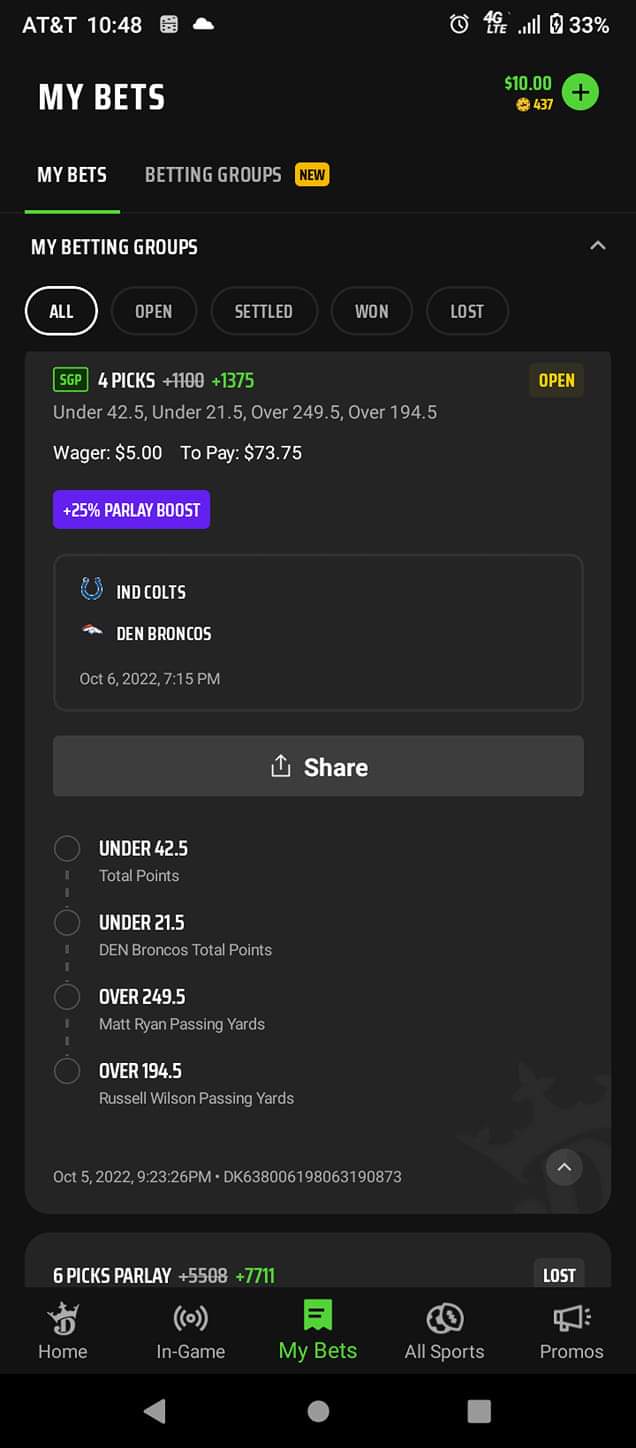 AT&T 10:48 4G LTE 33%
MY BETS
$10.00
437
MY BETS BETTING GROUPS NEW
MY BETTING GROUPS
ALL OPEN SETTLED WON LOST
SGP 4 PICKS +1100 +1375 OPEN
Under 42.5, Under 21.5, Over 249.5, Over 194.5
Wager: $5.00 To Pay: $73.75
+25% PARLAY BOOST
IND COLTS
DEN BRONCOS
Oct 6, 2022, 7:15 PM
Share
UNDER 42.5
Total Points
UNDER 21.5
DEN Broncos Total Points
OVER 249.5
Matt Ryan Passing Yards
OVER 194.5
Russell Wilson Passing Yards
Oct 5, 2022, 9:23:26PM • DK638006198063190873
6 PICKS PARLAY +5508 +7711 LOST
Home In-Game My Bets All Sports Promos